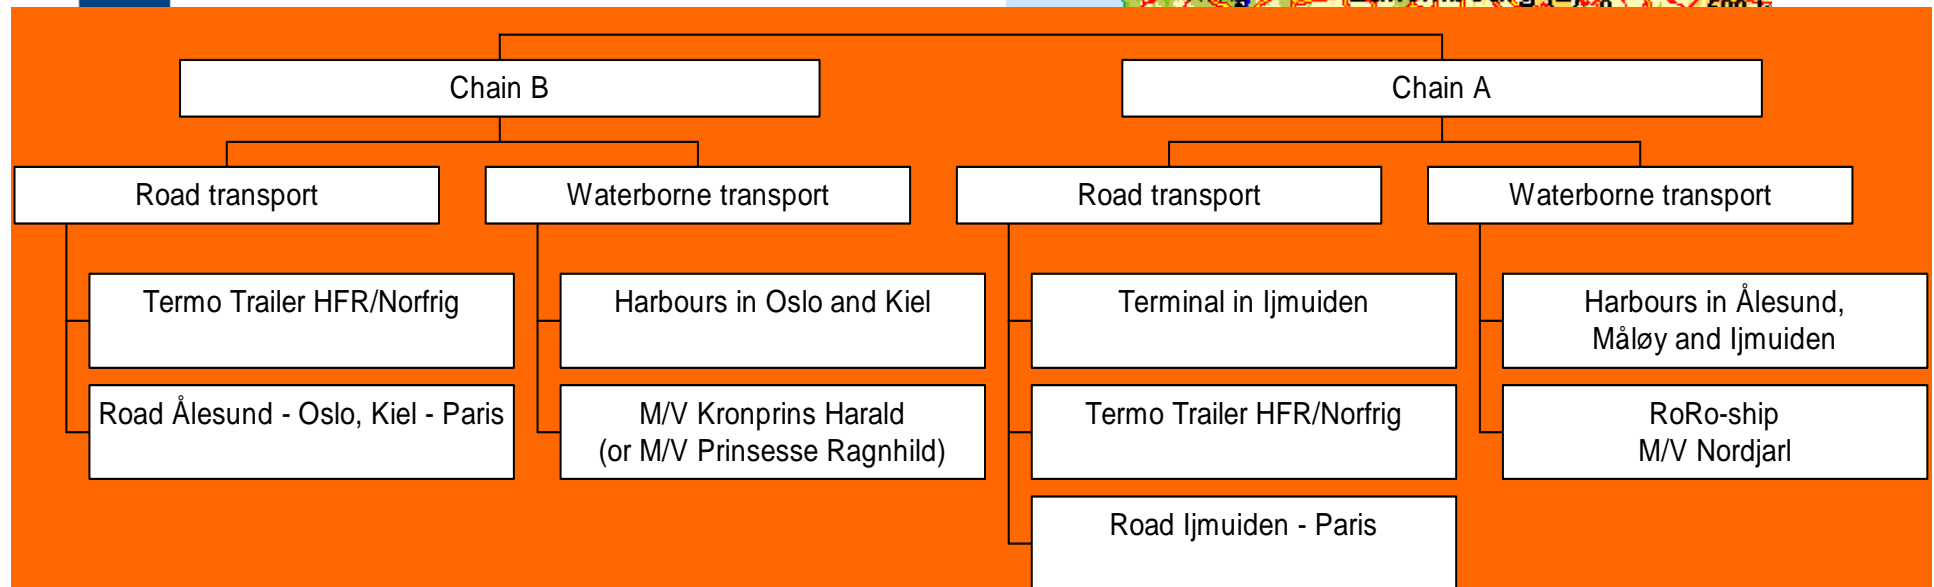 Chain B
Chain A
Road transport
Waterborne transport
Road transport
Waterborne transport
Termo Trailer HFR/Norfrig
Harbours in Oslo and Kiel
Terminal in Ijmuiden
Harbours in Ålesund,
Måløy and Ijmuiden
Road Ålesund - Oslo, Kiel - Paris
M/V Kronprins Harald
(or M/V Prinsesse Ragnhild)
Termo Trailer HFR/Norfrig
RoRo-ship
M/V Nordjarl
Road Ijmuiden - Paris